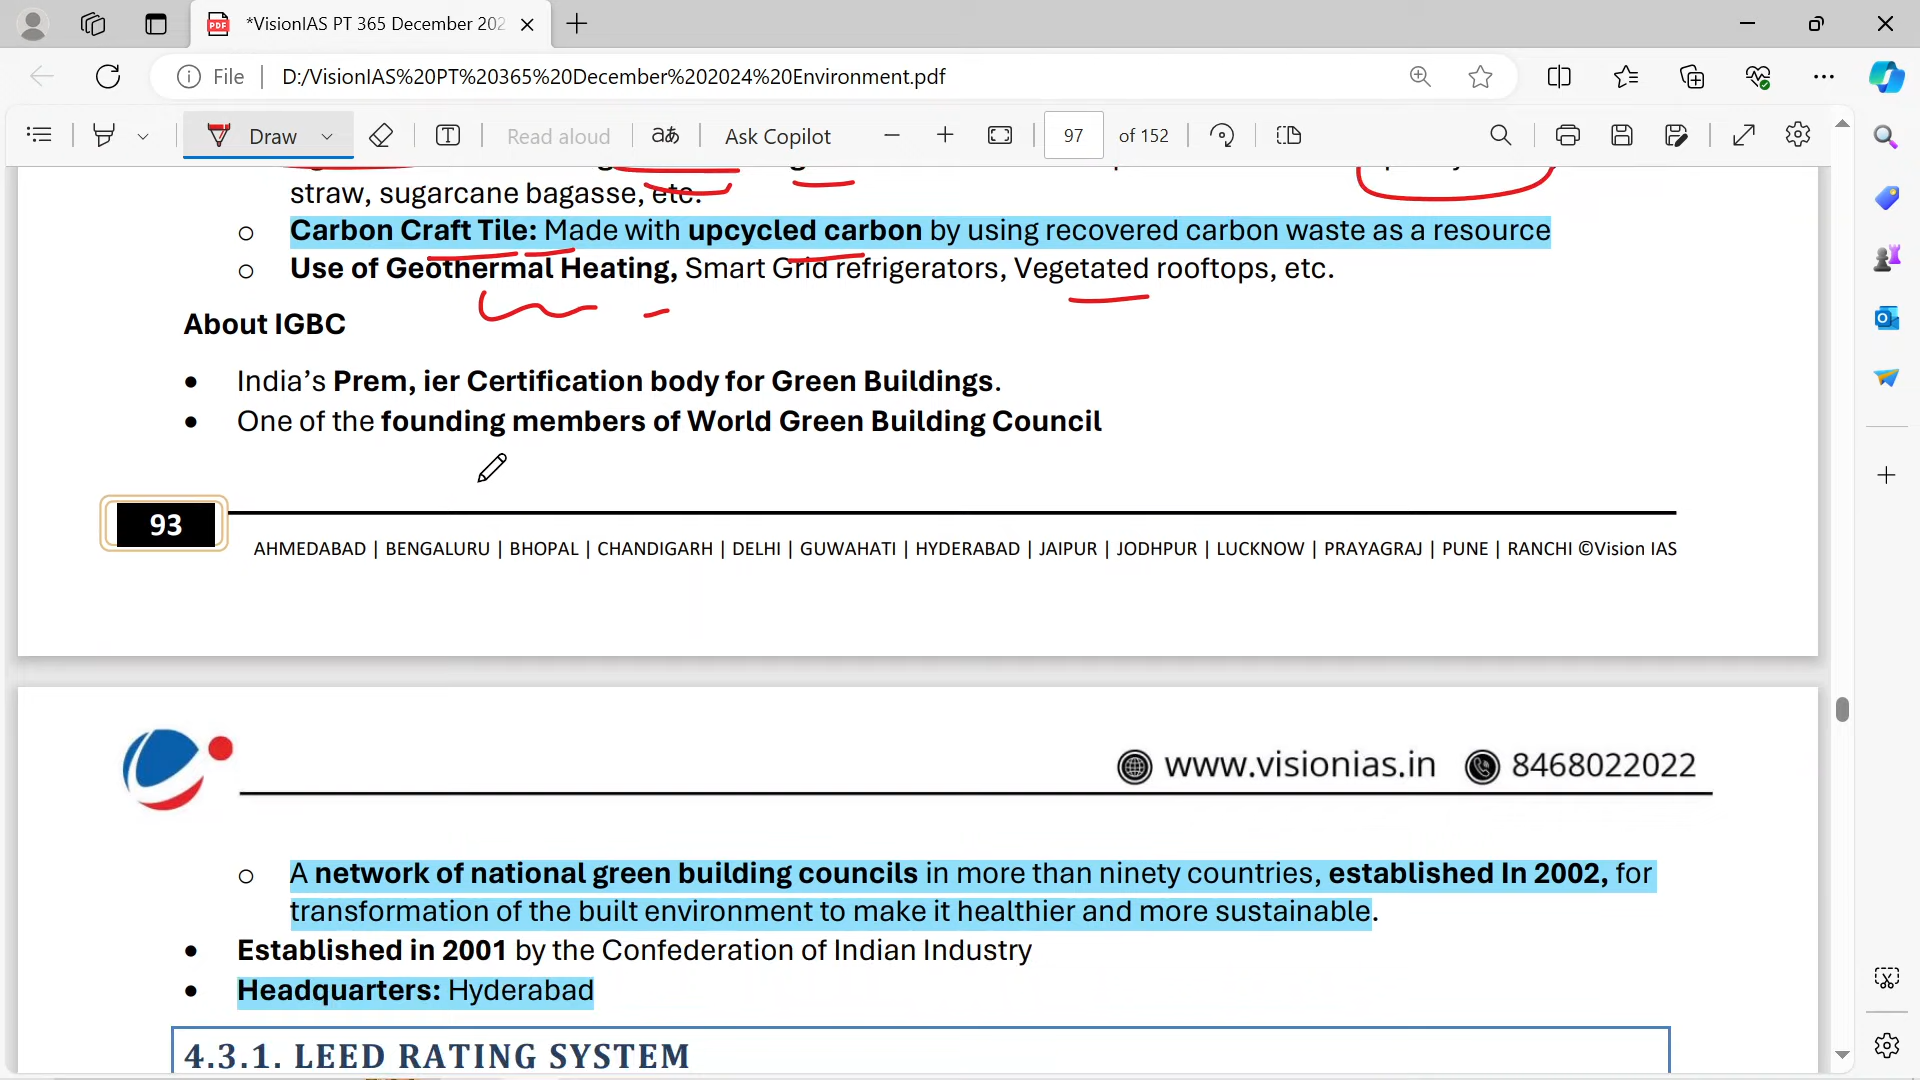 *VisionIAS PT 365 December 202
File
D:/VisionIAS%20PT%20365%20December%202024%20Environment.pdf
Draw
Read aloud
aあ
Ask Copilot
97
of 152
straw, sugarcane bagasse, etc.
o Carbon Craft Tile: Made with upcycled carbon by using recovered carbon waste as a resource
o Use of Geothermal Heating, Smart Grid refrigerators, Vegetated rooftops, etc.
About IGBC
• India’s Prem, ier Certification body for Green Buildings.
• One of the founding members of World Green Building Council
93
AHMEDABAD | BENGALURU | BHOPAL | CHANDIGARH | DELHI | GUWAHATI | HYDERABAD | JAIPUR | JODHPUR | LUCKNOW | PRAYAGRAJ | PUNE | RANCHI ©Vision IAS
www.visionias.in 8468022022
o A network of national green building councils in more than ninety countries, established In 2002, for
transformation of the built environment to make it healthier and more sustainable.
• Established in 2001 by the Confederation of Indian Industry
• Headquarters: Hyderabad
4.3.1. LEED RATING SYSTEM